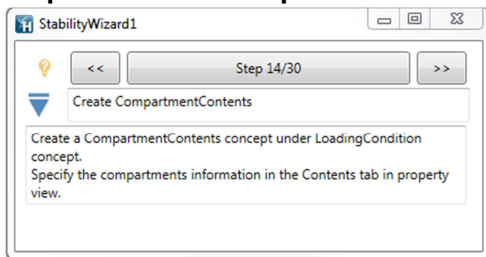 StabilityWizard1
<<
Step 14/30
>>
Create CompartmentContents
Create a CompartmentContents concept under LoadingCondition
concept.
Specify the compartments information in the Contents tab in property
view.